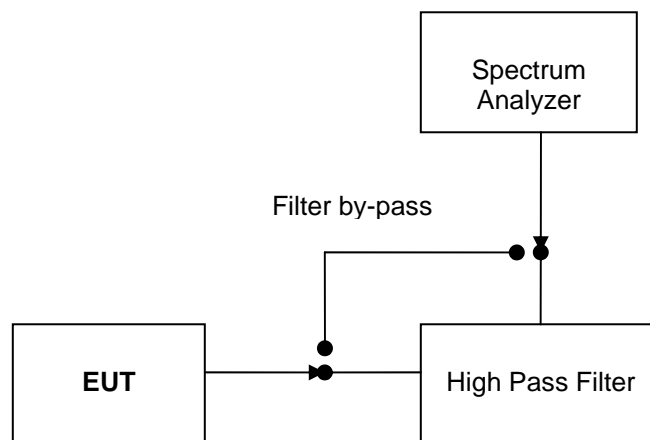 Spectrum
Analyzer
Filter by-pass
EUT
High Pass Filter